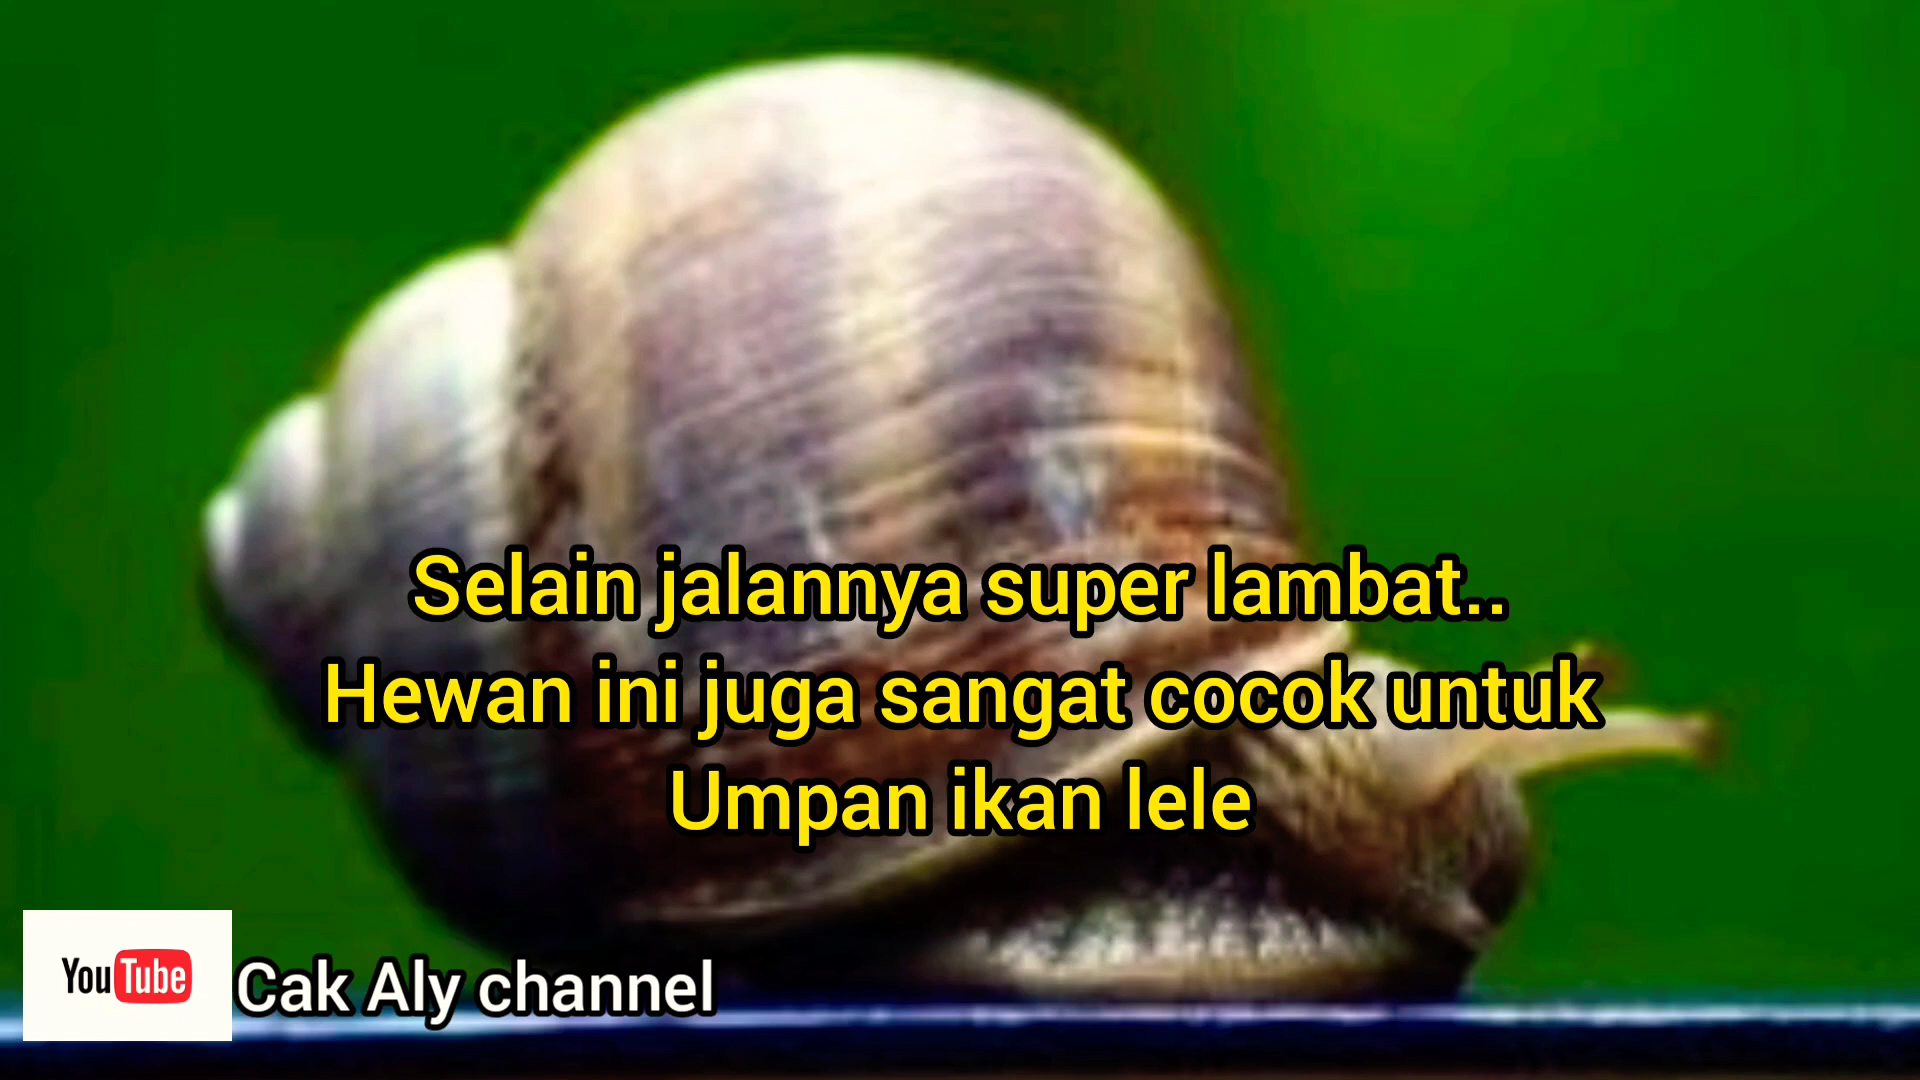 Selain jalannya super lambat..
Hewan ini juga sangat cocok untuk
Umpan ikan lele
YouTube Cak Aly channel